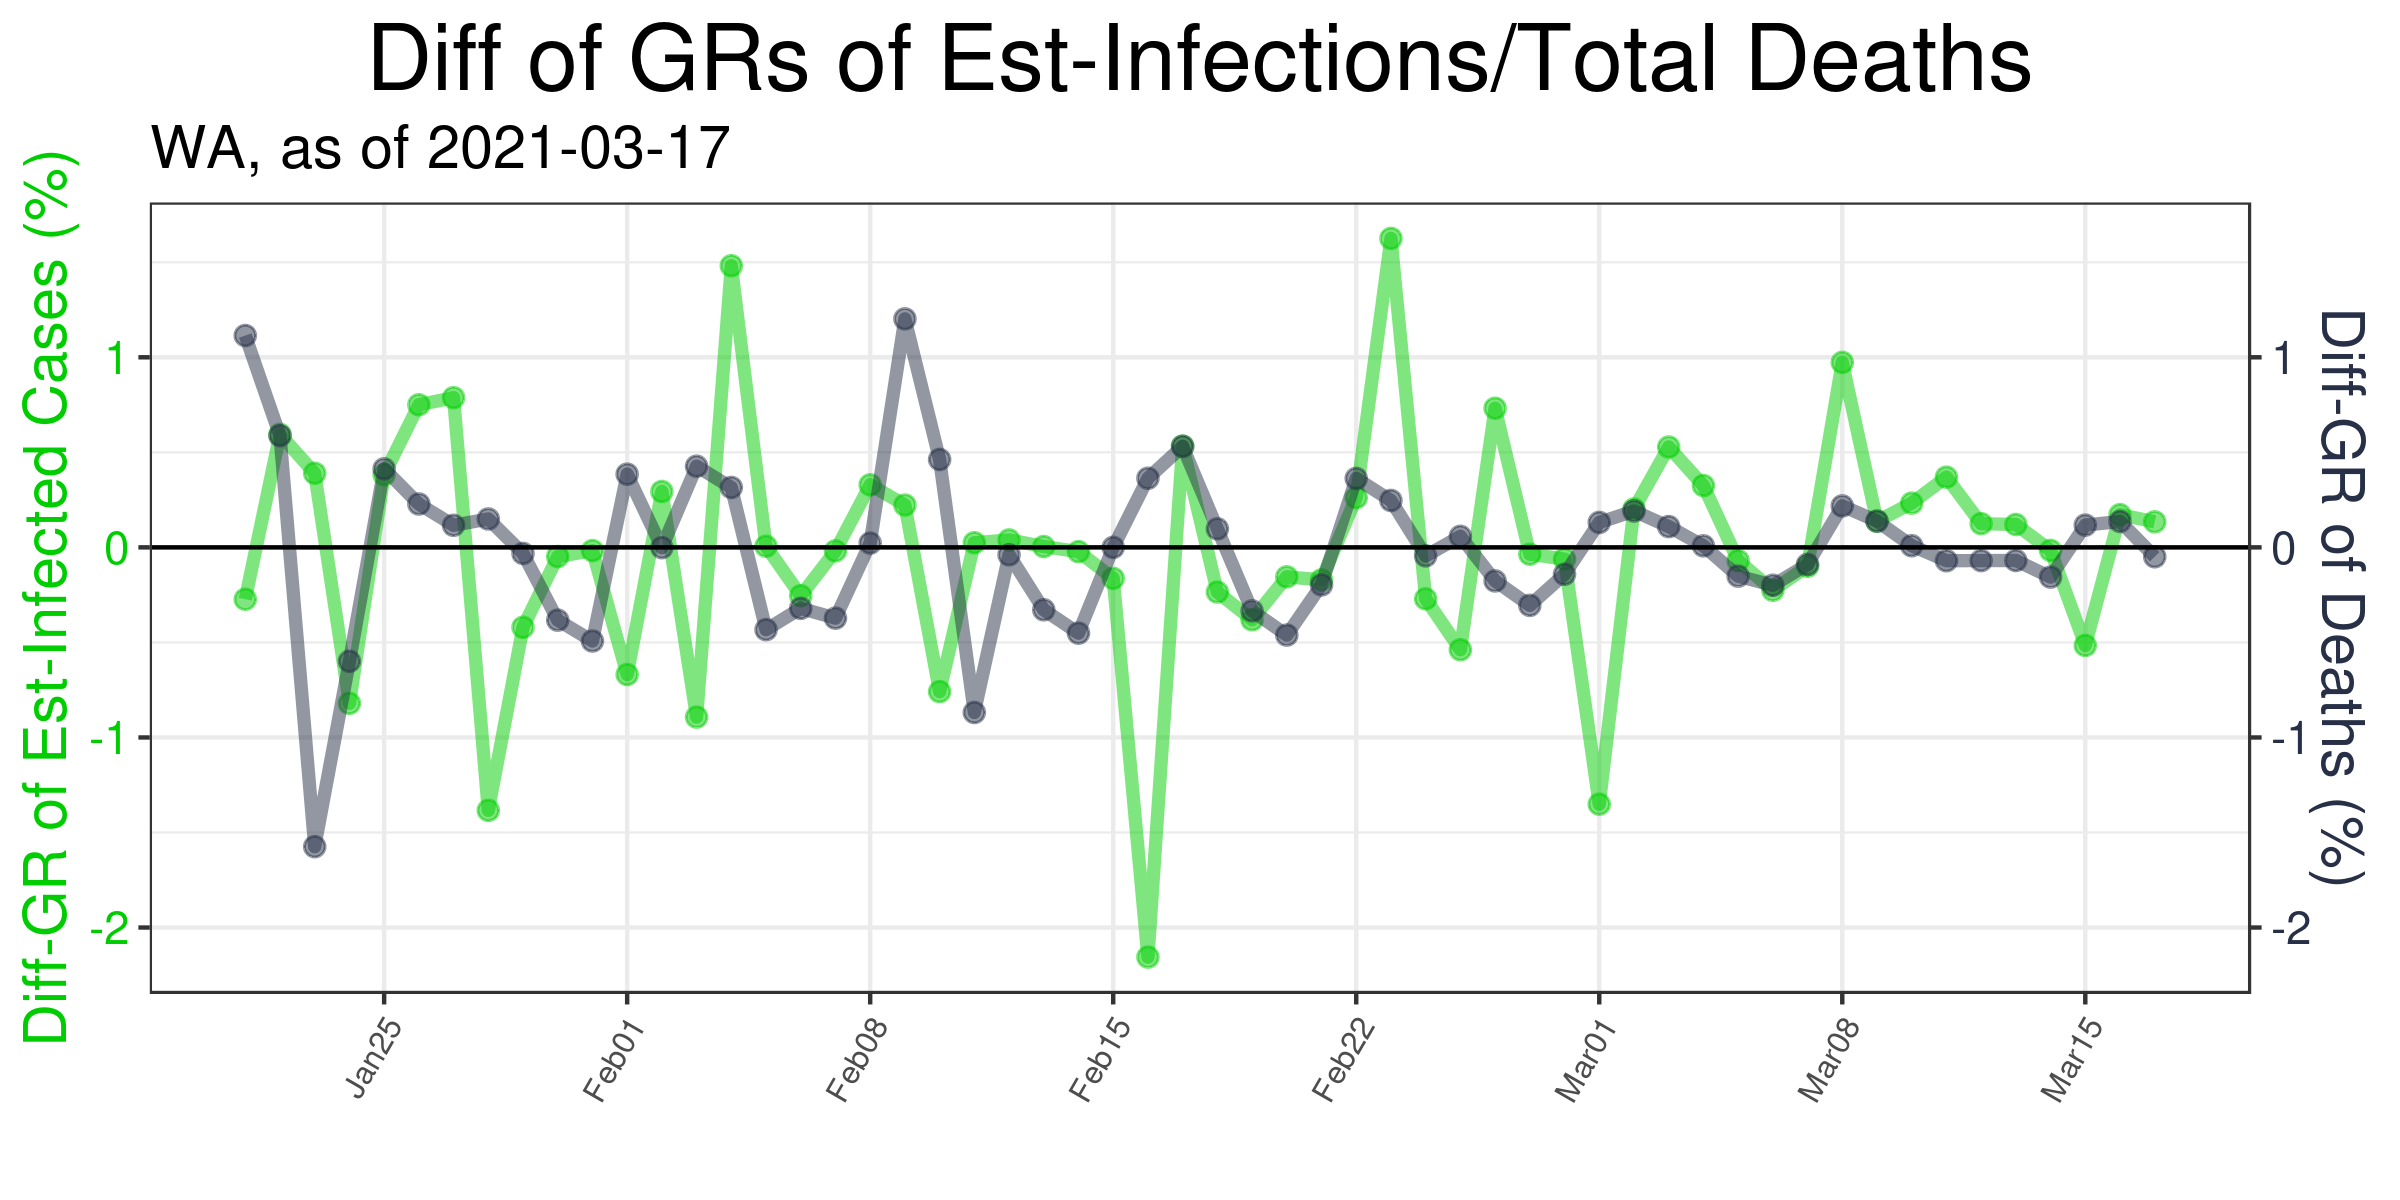 Diff of GRs of Est-Infections/Total Deaths
WA, as of 2021-03-17
Diff-GR of Est-Infected Cases (%)
1
0
-1
-2
1
0
-1
-2
Diff-GR of Deaths (%)
Jan25
Feb01
Feb08
Feb15
Feb22
Mar01
Mar08
Mar15